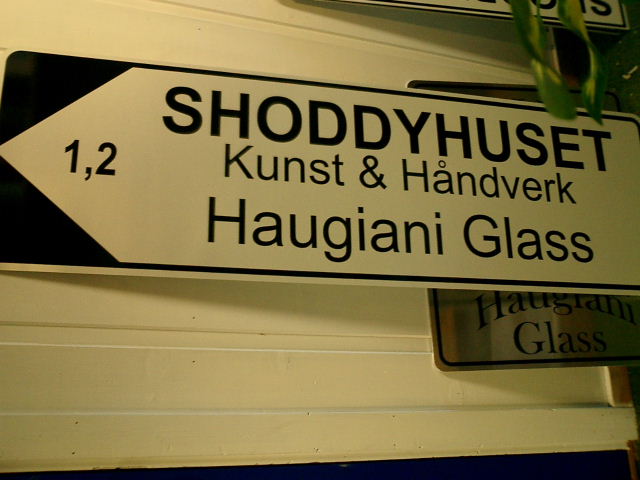 SHODDYHUSET
1,2
Kunst & Håndverk
Haugiani Glass
Haugiani
Glass